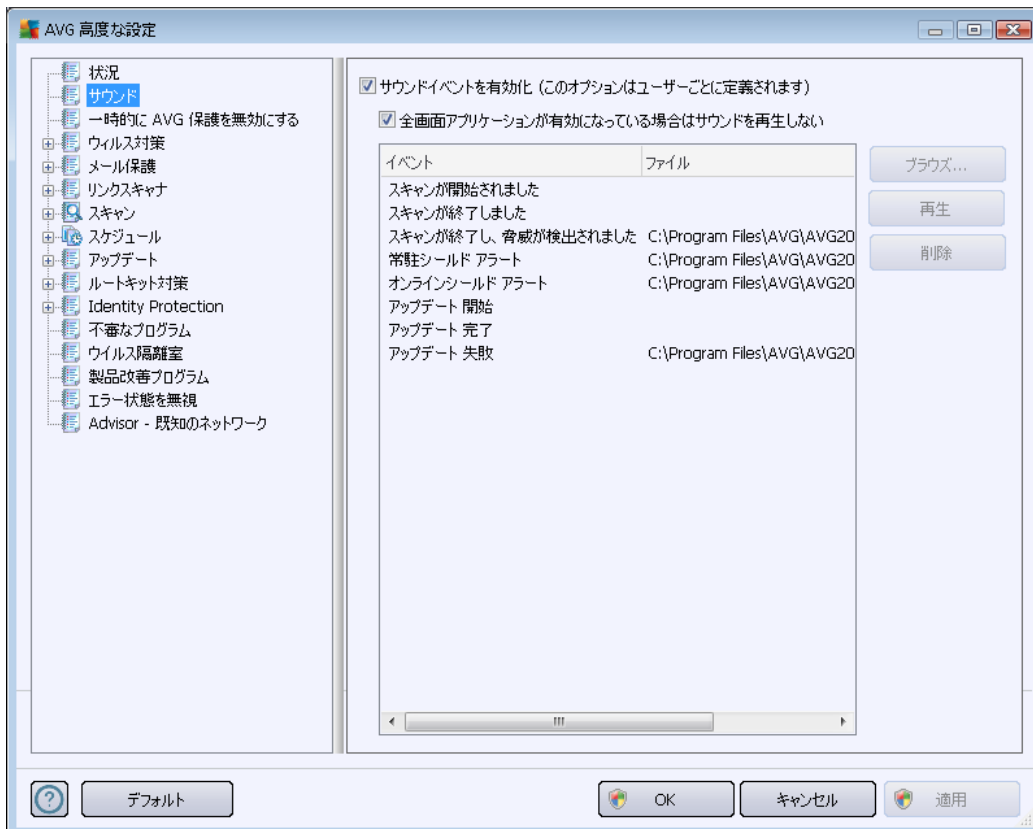 AVG 高度な設定
状況
サウンド
一時的に AVG 保護を無効にする
ウィルス対策
メール保護
リンクスキャナ
スキャン
スケジュール
アップデート
ルートキット対策
Identity Protection
不審なプログラム
ウイルス隔離室
製品改善プログラム
エラー状態を無視
Advisor - 既知のネットワーク
サウンドイベントを有効化 (このオプションはユーザーごとに定義されます)
全画面アプリケーションが有効になっている場合はサウンドを再生しない
イベント ファイル
スキャンが開始されました
スキャンが終了しました
スキャンが終了し、脅威が検出されました C:\Program Files\AVG\AVG20
常駐シールド アラート C:\Program Files\AVG\AVG20
オンラインシールド アラート C:\Program Files\AVG\AVG20
アップデート 開始
アップデート 完了
アップデート 失敗 C:\Program Files\AVG\AVG20
ブラウズ...
再生
削除
デフォルト
OK
キャンセル
適用